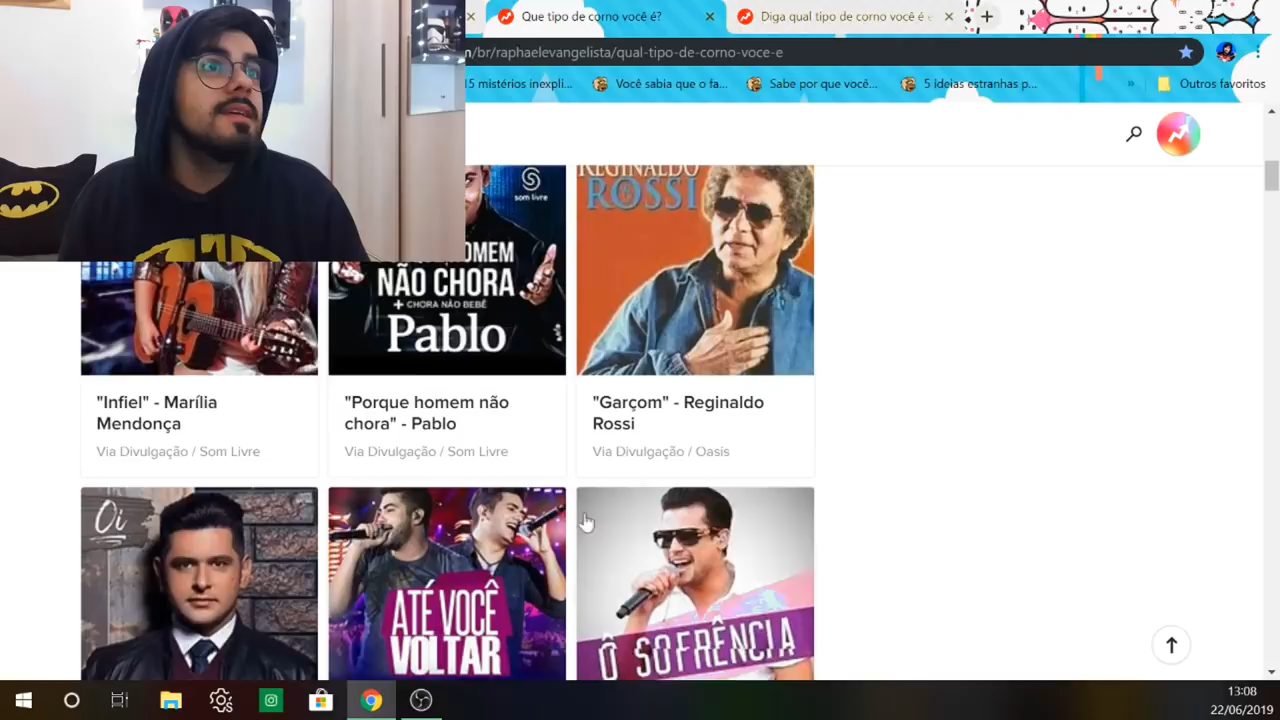 Que tipo de corno você é?
Diga qual tipo de corno você é e
/br/raphaelevangelista/qual-tipo-de-corno-voce-e
15 mistérios inexpli...
Você sabia que o fa...
Sabe por que você...
5 ideias estranhas p...
Outros favoritos
som livre
HOMEM
NÃO CHORA
+ CHORA NÃO BEBÊ
Pablo
REGINALDO
ROSSI
"Infiel" - Marília
Mendonça
Via Divulgação / Som Livre
"Porque homem não
chora" - Pablo
Via Divulgação / Som Livre
"Garçom" - Reginaldo
Rossi
Via Divulgação / Oasis
Oi
ATÉ VOCÊ
VOLTAR
Ô SOFRÊNCIA
13:08
22/06/2019